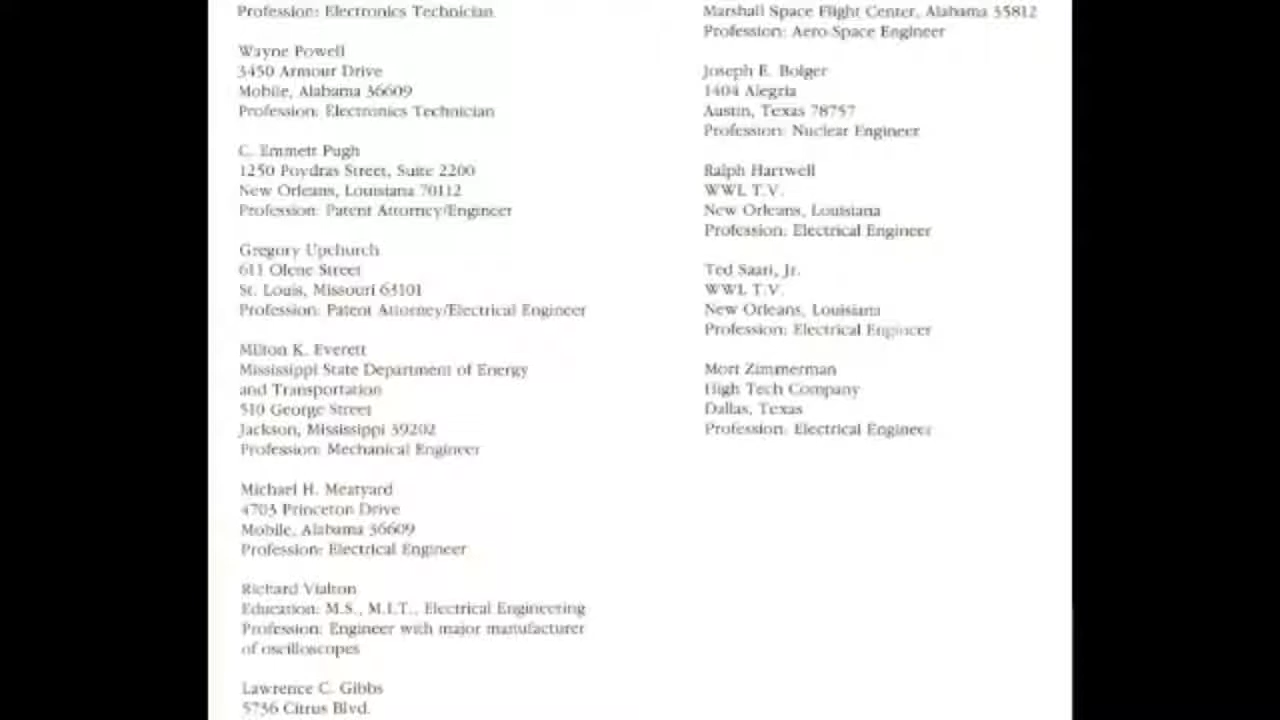 Profession: Electronics Technician
Wayne Powell
3450 Armour Drive
Mobile, Alabama 36609
Profession: Electronics Technician
C. Emmett Pugh
1250 Poydras Street, Suite 2200
New Orleans, Louisiana 70112
Profession: Patent Attorney/Engineer
Gregory Upchurch
611 Olene Street
St. Louis, Missouri 63101
Profession: Patent Attorney/Electrical Engineer
Milton K. Everett
Mississippi State Department of Energy
and Transportation
510 George Street
Jackson, Mississippi 39202
Profession: Mechanical Engineer
Michael H. Meatyard
4703 Princeton Drive
Mobile, Alabama 36609
Profession: Electrical Engineer
Richard Vialton
Education: M.S., M.I.T., Electrical Engineering
Profession: Engineer with major manufacturer
of oscilloscopes
Lawrence C. Gibbs
5736 Citrus Blvd.
Marshall Space Flight Center, Alabama 35812
Profession: Aero Space Engineer
Joseph E. Bolger
1404 Alegria
Austin, Texas 78757
Profession: Nuclear Engineer
Ralph Hartwell
WWL T.V.
New Orleans, Louisiana
Profession: Electrical Engineer
Ted Saari, Jr.
WWL T.V.
New Orleans, Louisiana
Profession: Electrical Engineer
Mort Zimmerman
High Tech Company
Dallas, Texas
Profession: Electrical Engineer